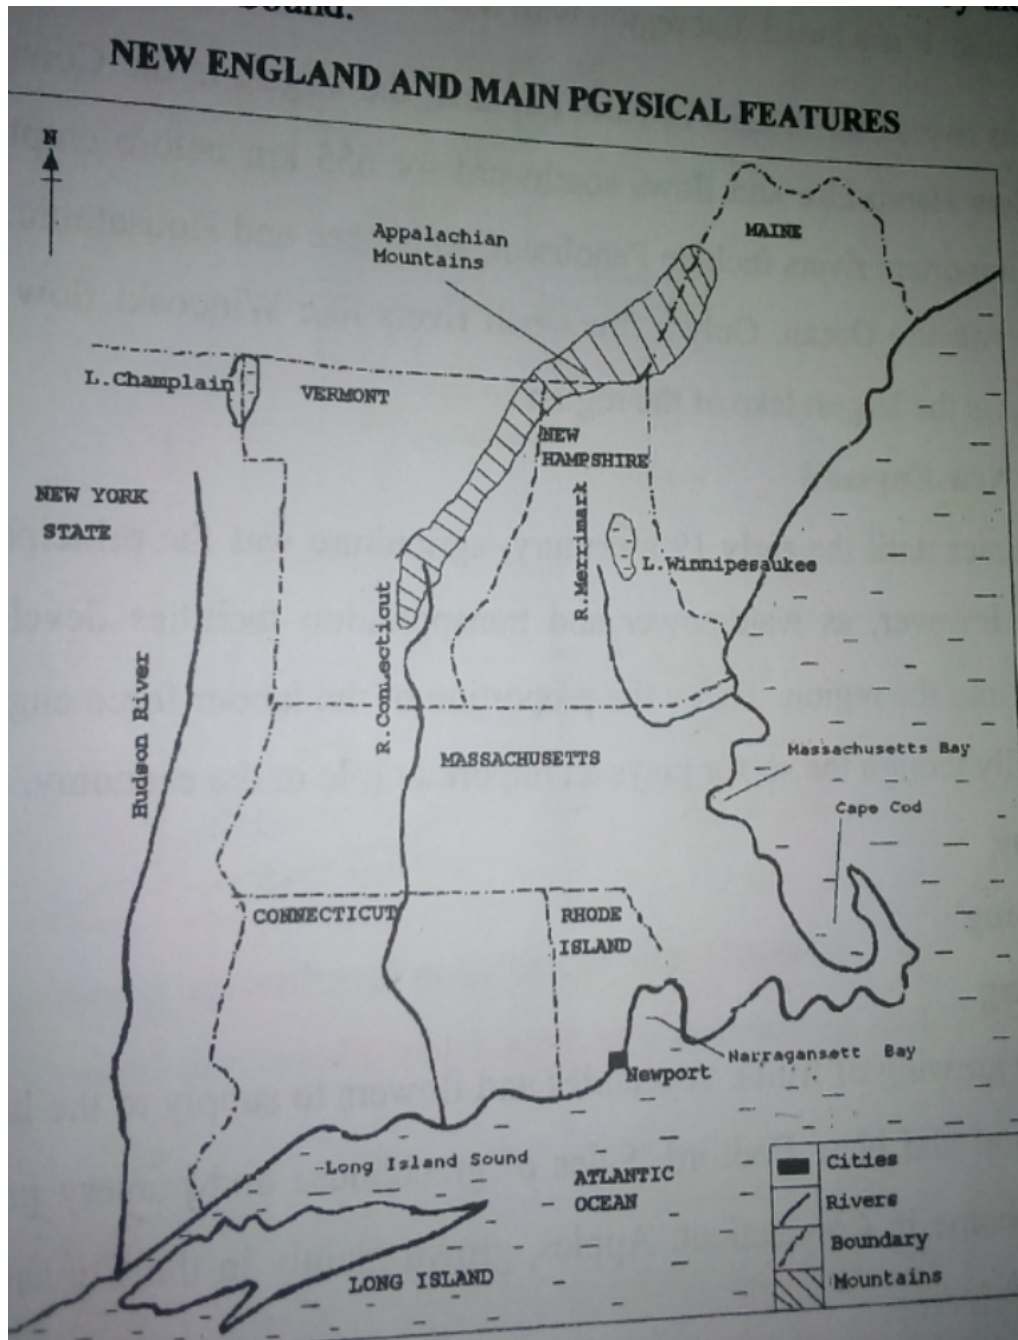 ound.
NEW ENGLAND AND MAIN PGYSICAL FEATURES
N
MAINE
Appalachian
Mountains
L.Champlain
VERMONT
NEW
HAMPSHIRE
NEW YORK
STATE
R.Merrimark
L.Winnipesaukee
R.Connecticut
Hudson River
MASSACHUSETTS
Massachusetts Bay
Cape Cod
CONNECTICUT
RHODE
ISLAND
Narragansett Bay
Newport
Long Island Sound
ATLANTIC
OCEAN
LONG ISLAND
Cities
Rivers
Boundary
Mountains